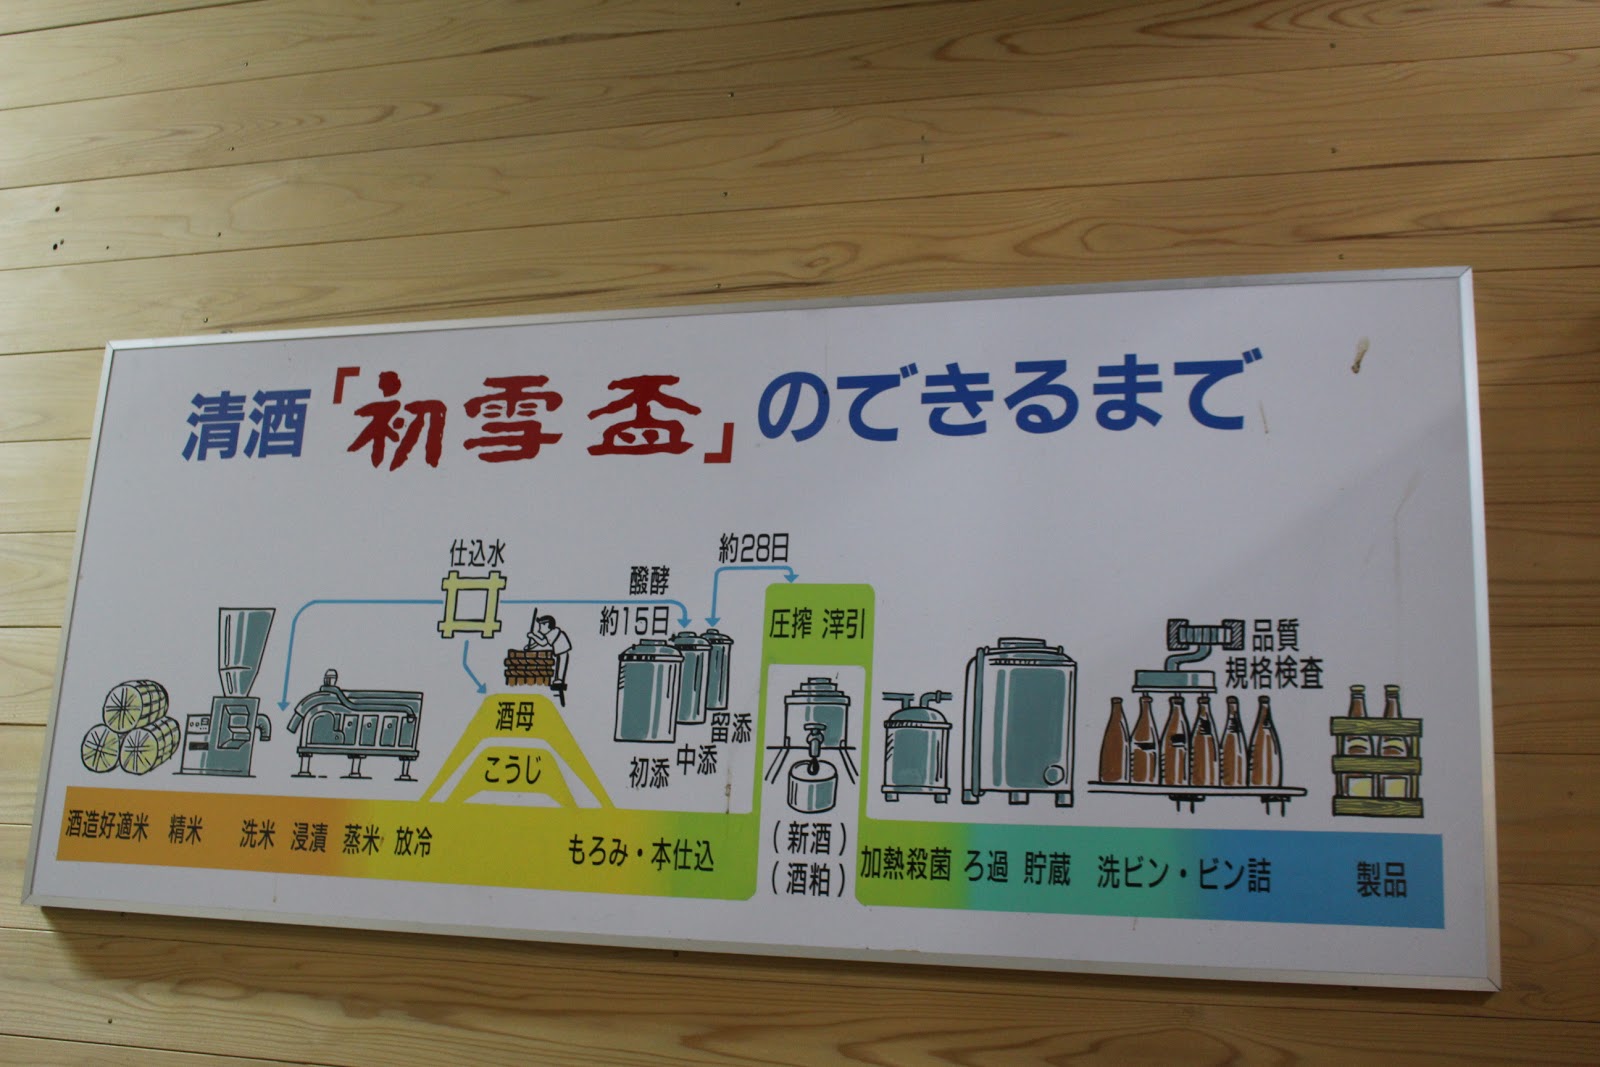 清酒「初雪盃」のできるまで
仕込水
醗酵
約15日
約28日
圧搾 滓引
品質
規格検査
酒母
こうじ
初添 中添 留添
酒造好適米 精米 洗米 浸漬 蒸米 放冷
もろみ・本仕込
(新酒)
(酒粕)
加熱殺菌 ろ過 貯蔵 洗ビン・ビン詰 製品